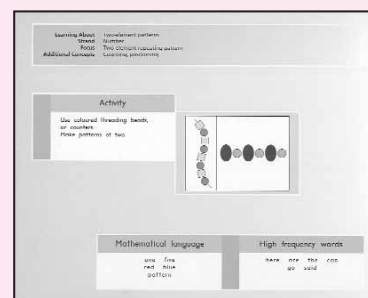 Learning About Two-element patterns
Strand Number
Focus Two element repeating pattern
Additional Concepts Counting, positioning
Activity
Use coloured threading beads,
or counters.
Make patterns of two.
Mathematical language
one five
red blue
pattern
High frequency words
here are the can
go said